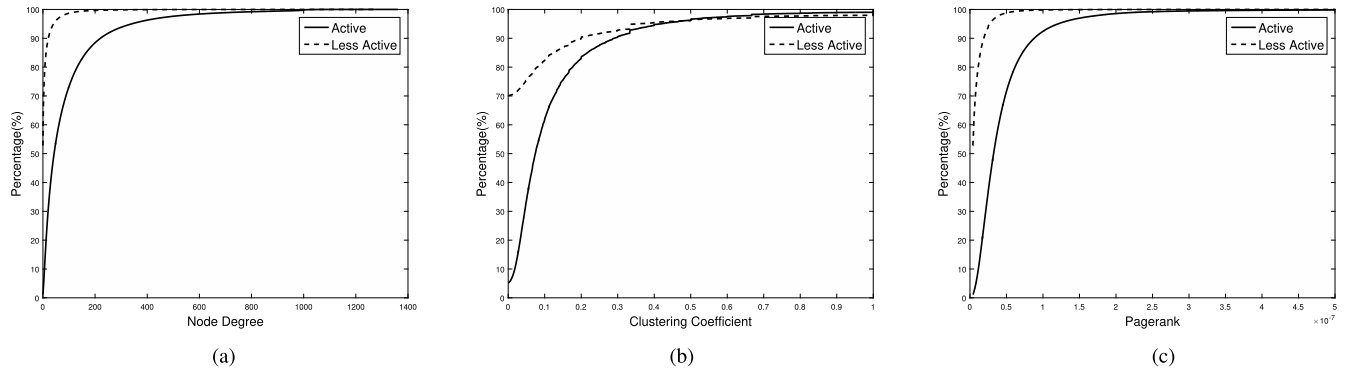 100
90
80
70
60
50
40
30
20
10
0
Percentage(%)
Active
Less Active
0 200 400 600 800 1000 1200 1400
Node Degree
(a)
100
90
80
70
60
50
40
30
20
10
0
Percentage(%)
Active
Less Active
0 0.1 0.2 0.3 0.4 0.5 0.6 0.7 0.8 0.9 1
Clustering Coefficient
(b)
100
90
80
70
60
50
40
30
20
10
0
Percentage(%)
Active
Less Active
0 0.5 1 1.5 2 2.5 3 3.5 4 4.5 5
×10⁻⁷
Pagerank
(c)